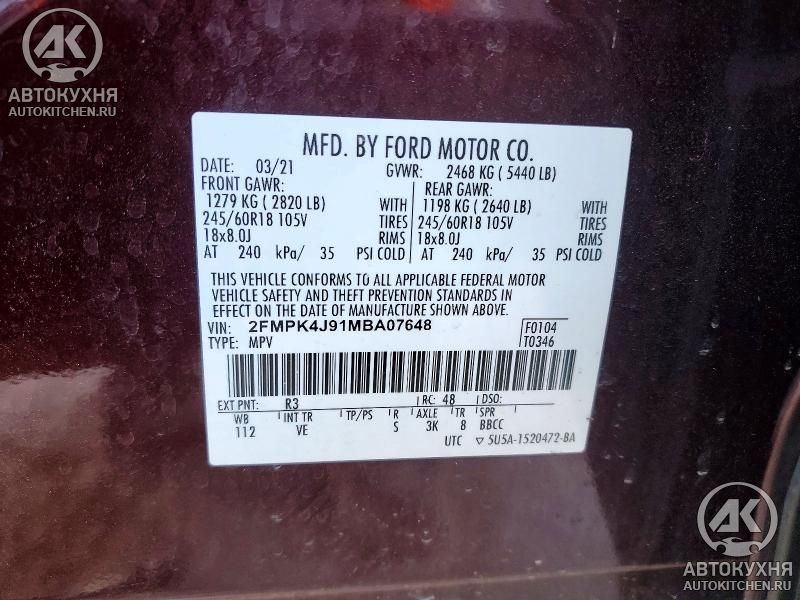 АК
АВТОКУХНЯ
AUTOKITCHEN.RU
MFD. BY FORD MOTOR CO.
DATE: 03/21 GVWR: 2468 KG ( 5440 LB)
FRONT GAWR: REAR GAWR:
1279 KG ( 2820 LB) WITH 1198 KG ( 2640 LB) WITH
245/60R18 105V TIRES 245/60R18 105V TIRES
18x8.0J RIMS 18x8.0J RIMS
AT 240 kPa/ 35 PSI COLD AT 240 kPa/ 35 PSI COLD
THIS VEHICLE CONFORMS TO ALL APPLICABLE FEDERAL MOTOR
VEHICLE SAFETY AND THEFT PREVENTION STANDARDS IN
EFFECT ON THE DATE OF MANUFACTURE SHOWN ABOVE.
VIN: 2FMPK4J91MBA07648 F0104
TYPE: MPV T0346
EXT PNT: R3 RC: 48 DSO:
WB INT TR TP/PS R AXLE TR SPR
112 VE S 3K 8 BBCC
UTC ▽ 5U5A-1520472-BA
АК
АВТОКУХНЯ
AUTOKITCHEN.RU